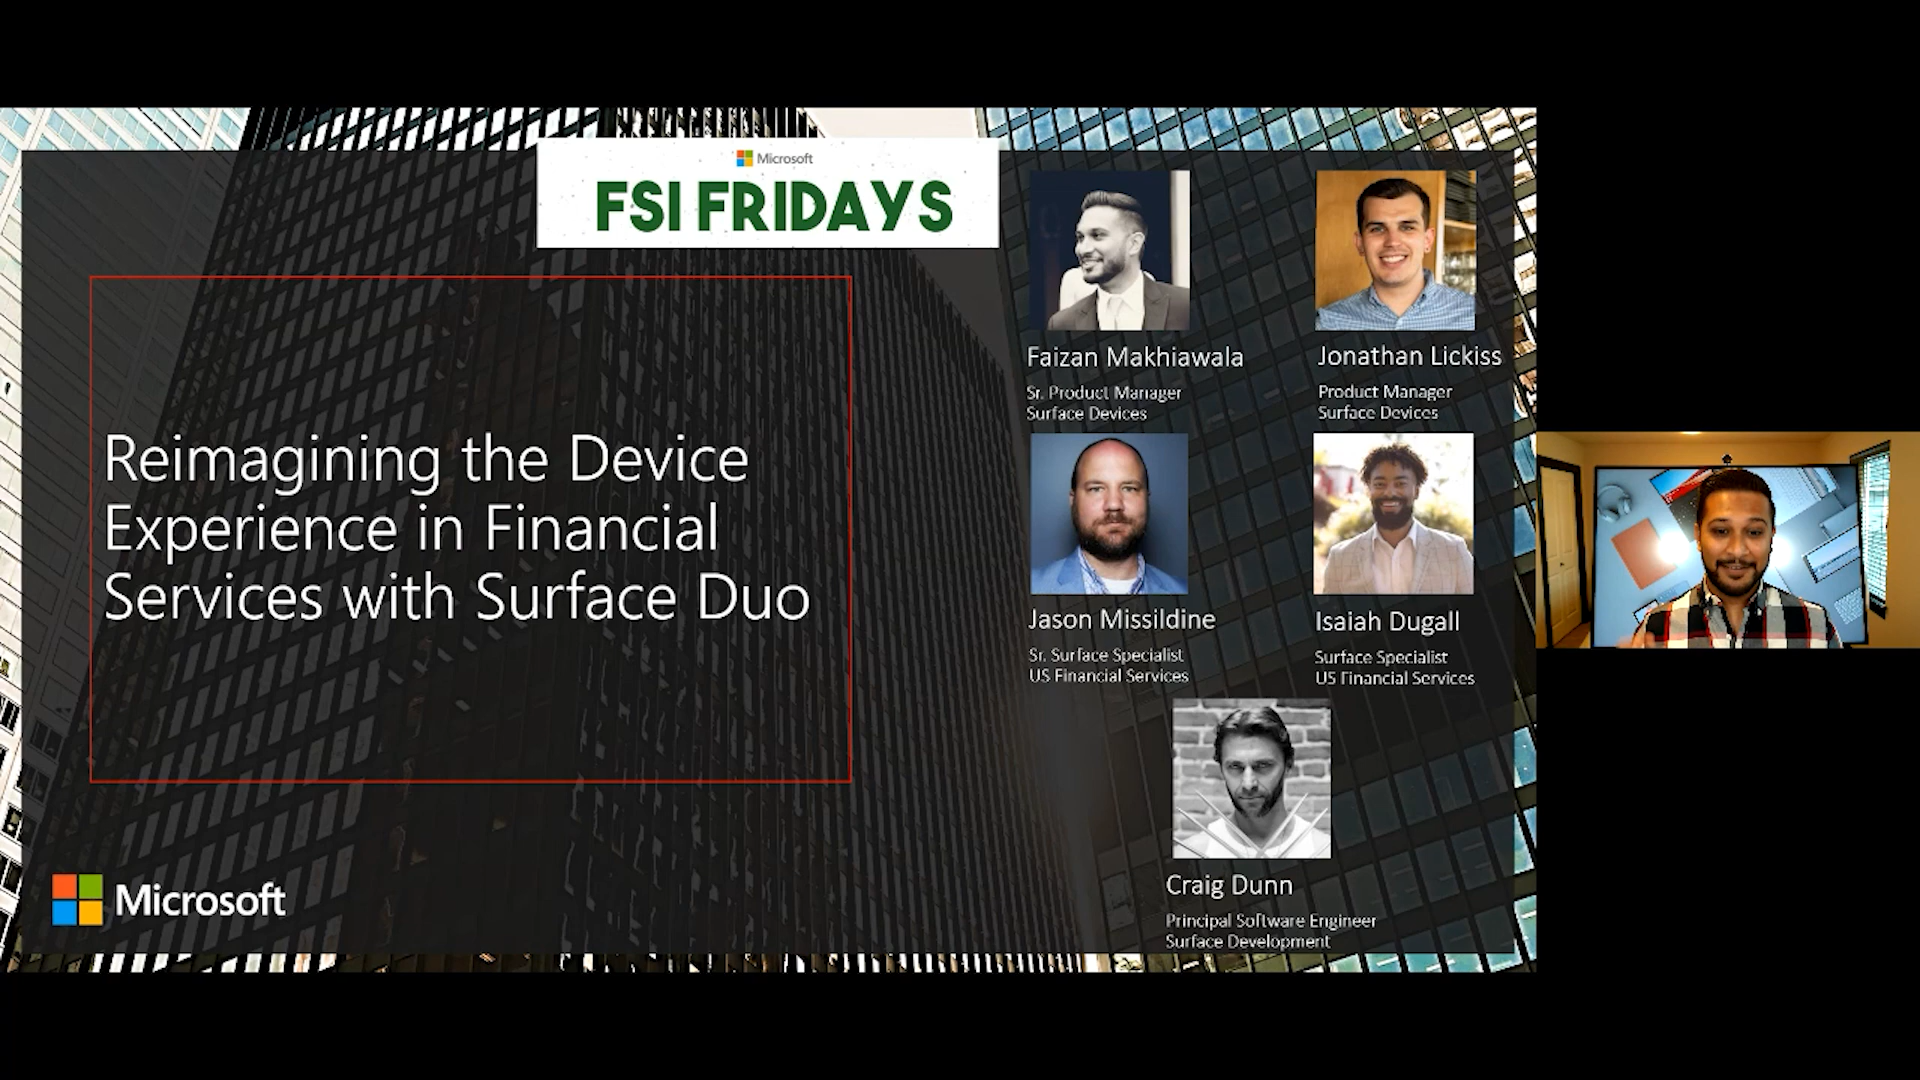 Microsoft
FSI FRIDAYS
Reimagining the Device
Experience in Financial
Services with Surface Duo
Microsoft
Faizan Makhiawala
Sr. Product Manager
Surface Devices
Jonathan Lickiss
Product Manager
Surface Devices
Jason Missildine
Sr. Surface Specialist
US Financial Services
Isaiah Dugall
Surface Specialist
US Financial Services
Craig Dunn
Principal Software Engineer
Surface Development